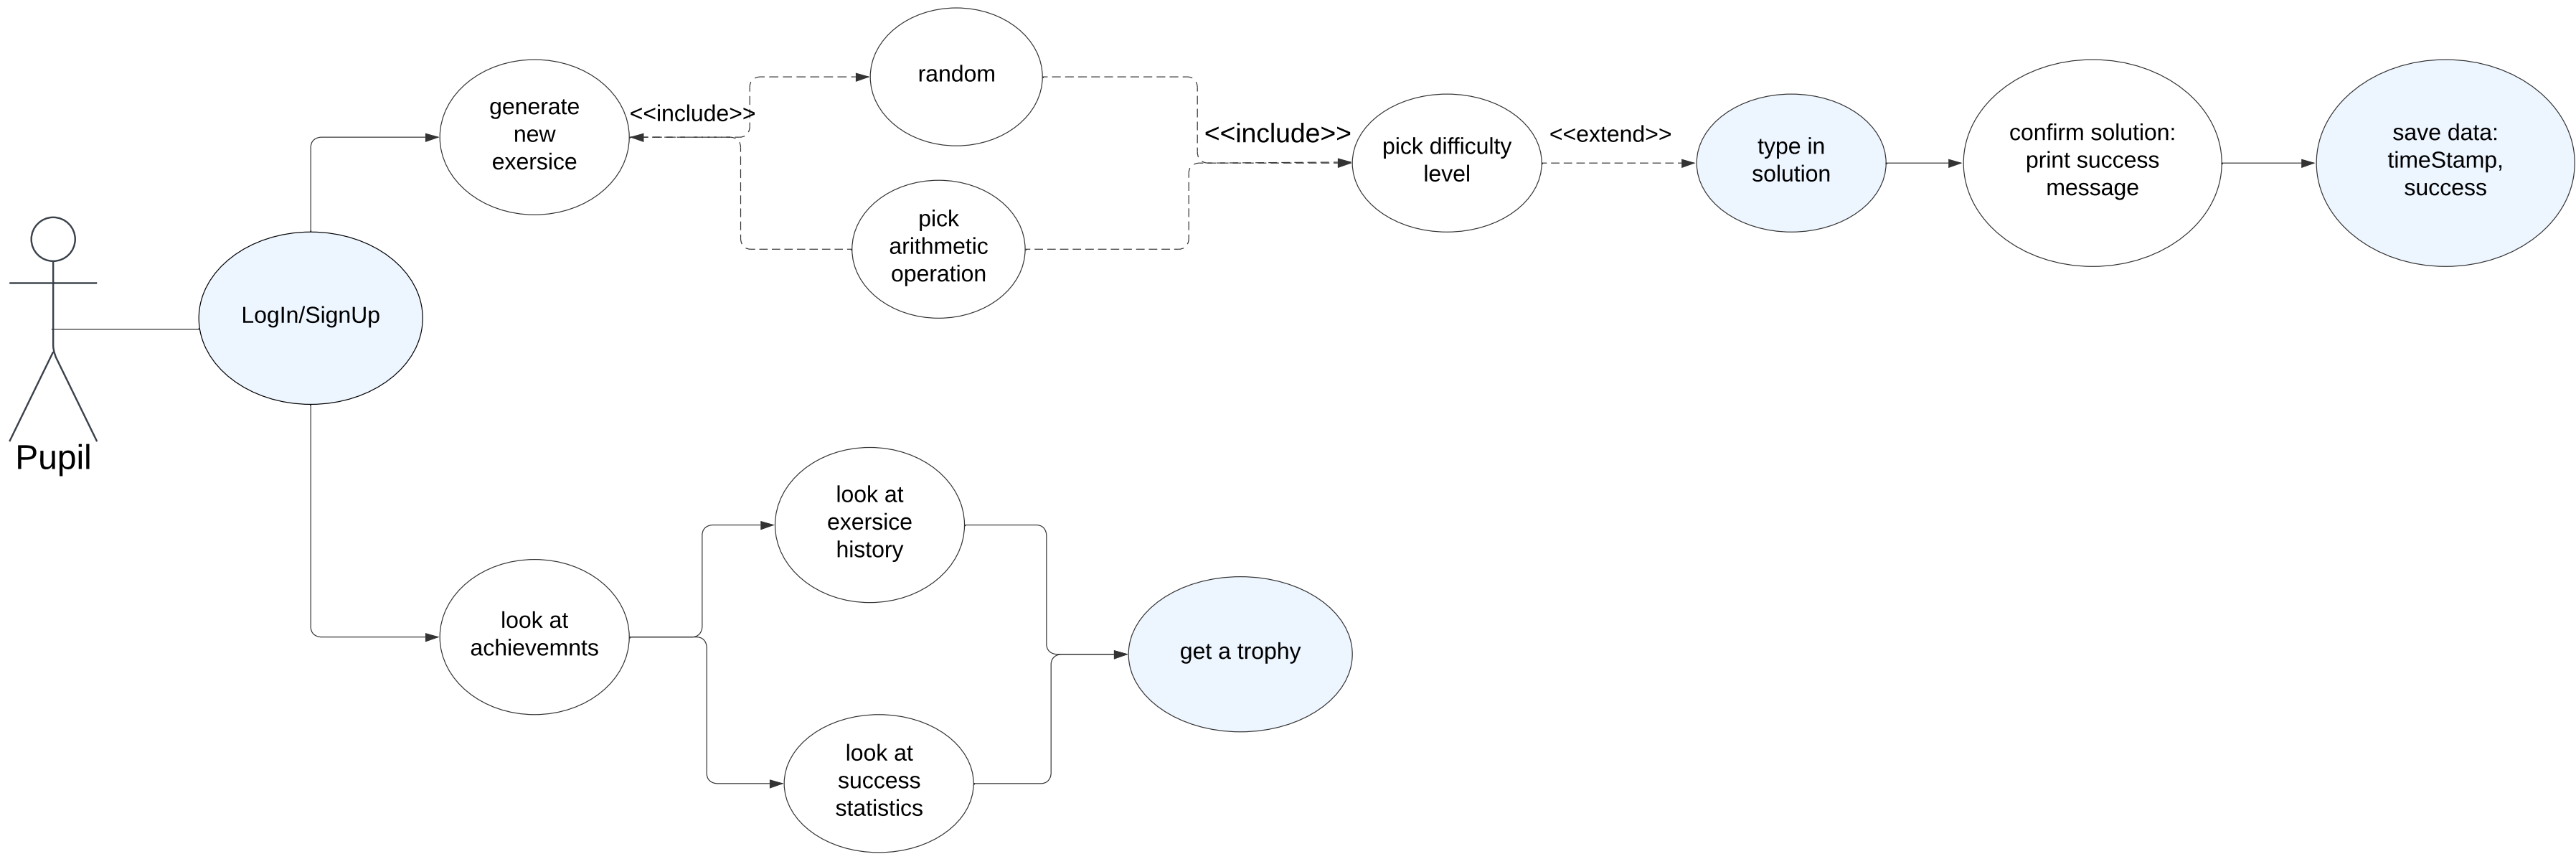 random
generate
new
exersice
<<include>>
<<include>>
pick difficulty
level
<<extend>>
type in
solution
confirm solution:
print success
message
save data:
timeStamp,
success
pick
arithmetic
operation
LogIn/SignUp
Pupil
look at
exersice
history
look at
achievemnts
get a trophy
look at
success
statistics